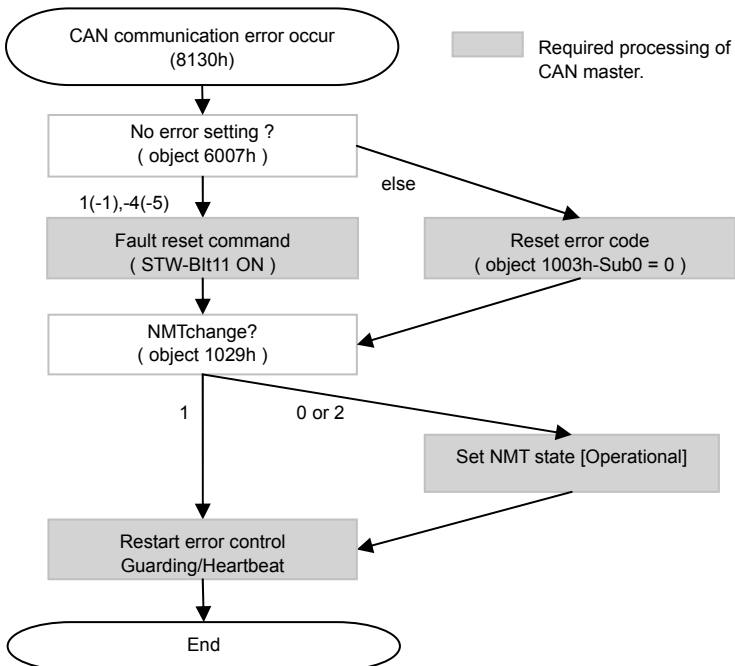 CAN communication error occur
(8130h)
Required processing of
CAN master.
No error setting ?
( object 6007h )
else
1(-1),-4(-5)
Fault reset command
( STW-BIt11 ON )
Reset error code
( object 1003h-Sub0 = 0 )
NMTchange?
( object 1029h )
1
0 or 2
Set NMT state [Operational]
Restart error control
Guarding/Heartbeat
End